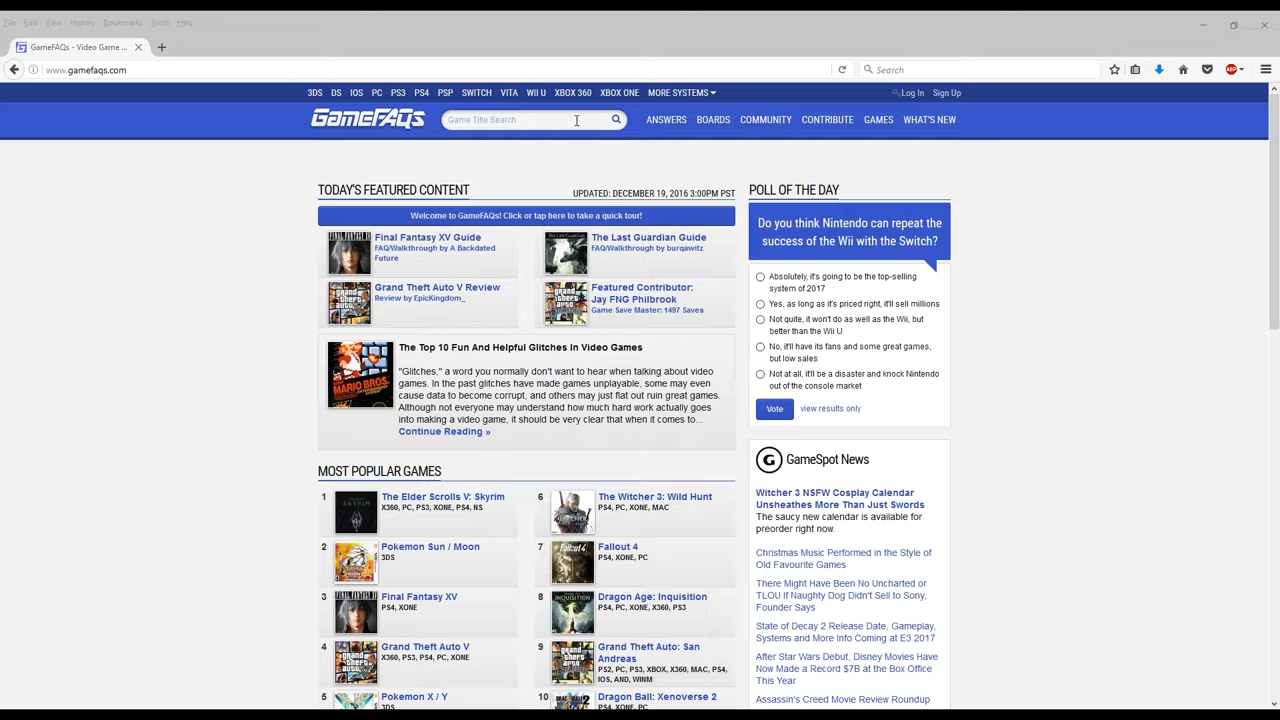 File Edit View History Bookmarks Tools Help
GameFAQs - Video Game ...
www.gamefaqs.com
Search
3DS DS IOS PC PS3 PS4 PSP SWITCH VITA WII U XBOX 360 XBOX ONE MORE SYSTEMS
Log In Sign Up
GameFAQs
Game Title Search
ANSWERS BOARDS COMMUNITY CONTRIBUTE GAMES WHAT'S NEW
TODAY'S FEATURED CONTENT
UPDATED: DECEMBER 19, 2016 3:00PM PST
Welcome to GameFAQs! Click or tap here to take a quick tour!
Final Fantasy XV Guide
FAQ/Walkthrough by A Backdated
Future
The Last Guardian Guide
FAQ/Walkthrough by burqawitz
Grand Theft Auto V Review
Review by EpicKingdom_
Featured Contributor:
Jay FNG Philbrook
Game Save Master: 1497 Saves
The Top 10 Fun And Helpful Glitches In Video Games
"Glitches," a word you normally don't want to hear when talking about video
games. In the past glitches have made games unplayable, some may even
cause data to become corrupt, and others may just flat out ruin great games.
Although not everyone may understand how much hard work actually goes
into making a video game, it should be very clear that when it comes to...
Continue Reading »
MOST POPULAR GAMES
1 The Elder Scrolls V: Skyrim
X360, PC, PS3, XONE, PS4, NS
2 Pokemon Sun / Moon
3DS
3 Final Fantasy XV
PS4, XONE
4 Grand Theft Auto V
X360, PS3, PS4, PC, XONE
5 Pokemon X / Y
3DS
6 The Witcher 3: Wild Hunt
PS4, PC, XONE, MAC
7 Fallout 4
PS4, XONE, PC
8 Dragon Age: Inquisition
PS4, PC, XONE, X360, PS3
9 Grand Theft Auto: San
Andreas
PS2, PC, PS3, XBOX, X360, MAC, PS4,
IOS, AND, WINM
10 Dragon Ball: Xenoverse 2
POLL OF THE DAY
Do you think Nintendo can repeat the
success of the Wii with the Switch?
Absolutely, it's going to be the top-selling
system of 2017
Yes, as long as it's priced right, it'll sell millions
Not quite, it won't do as well as the Wii, but
better than the Wii U
No, it'll have its fans and some great games,
but low sales
Not at all, it'll be a disaster and knock Nintendo
out of the console market
Vote view results only
GameSpot News
Witcher 3 NSFW Cosplay Calendar
Unsheathes More Than Just Swords
The saucy new calendar is available for
preorder right now.
Christmas Music Performed in the Style of
Old Favourite Games
There Might Have Been No Uncharted or
TLOU If Naughty Dog Didn't Sell to Sony,
Founder Says
State of Decay 2 Release Date, Gameplay,
Systems and More Info Coming at E3 2017
After Star Wars Debut, Disney Movies Have
Now Made a Record $7B at the Box Office
This Year
Assassin's Creed Movie Review Roundup